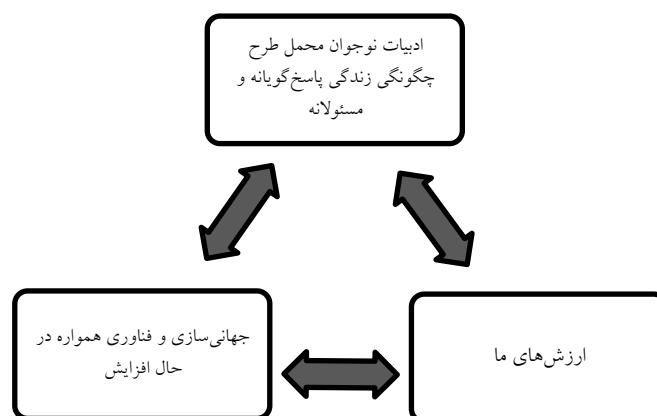 ادبیات نوجوان محمل طرح
چگونگی زندگی پاسخ‌گویانه و
مسئولانه
جهانی‌سازی و فناوری همواره در
حال افزایش
ارزش‌های ما